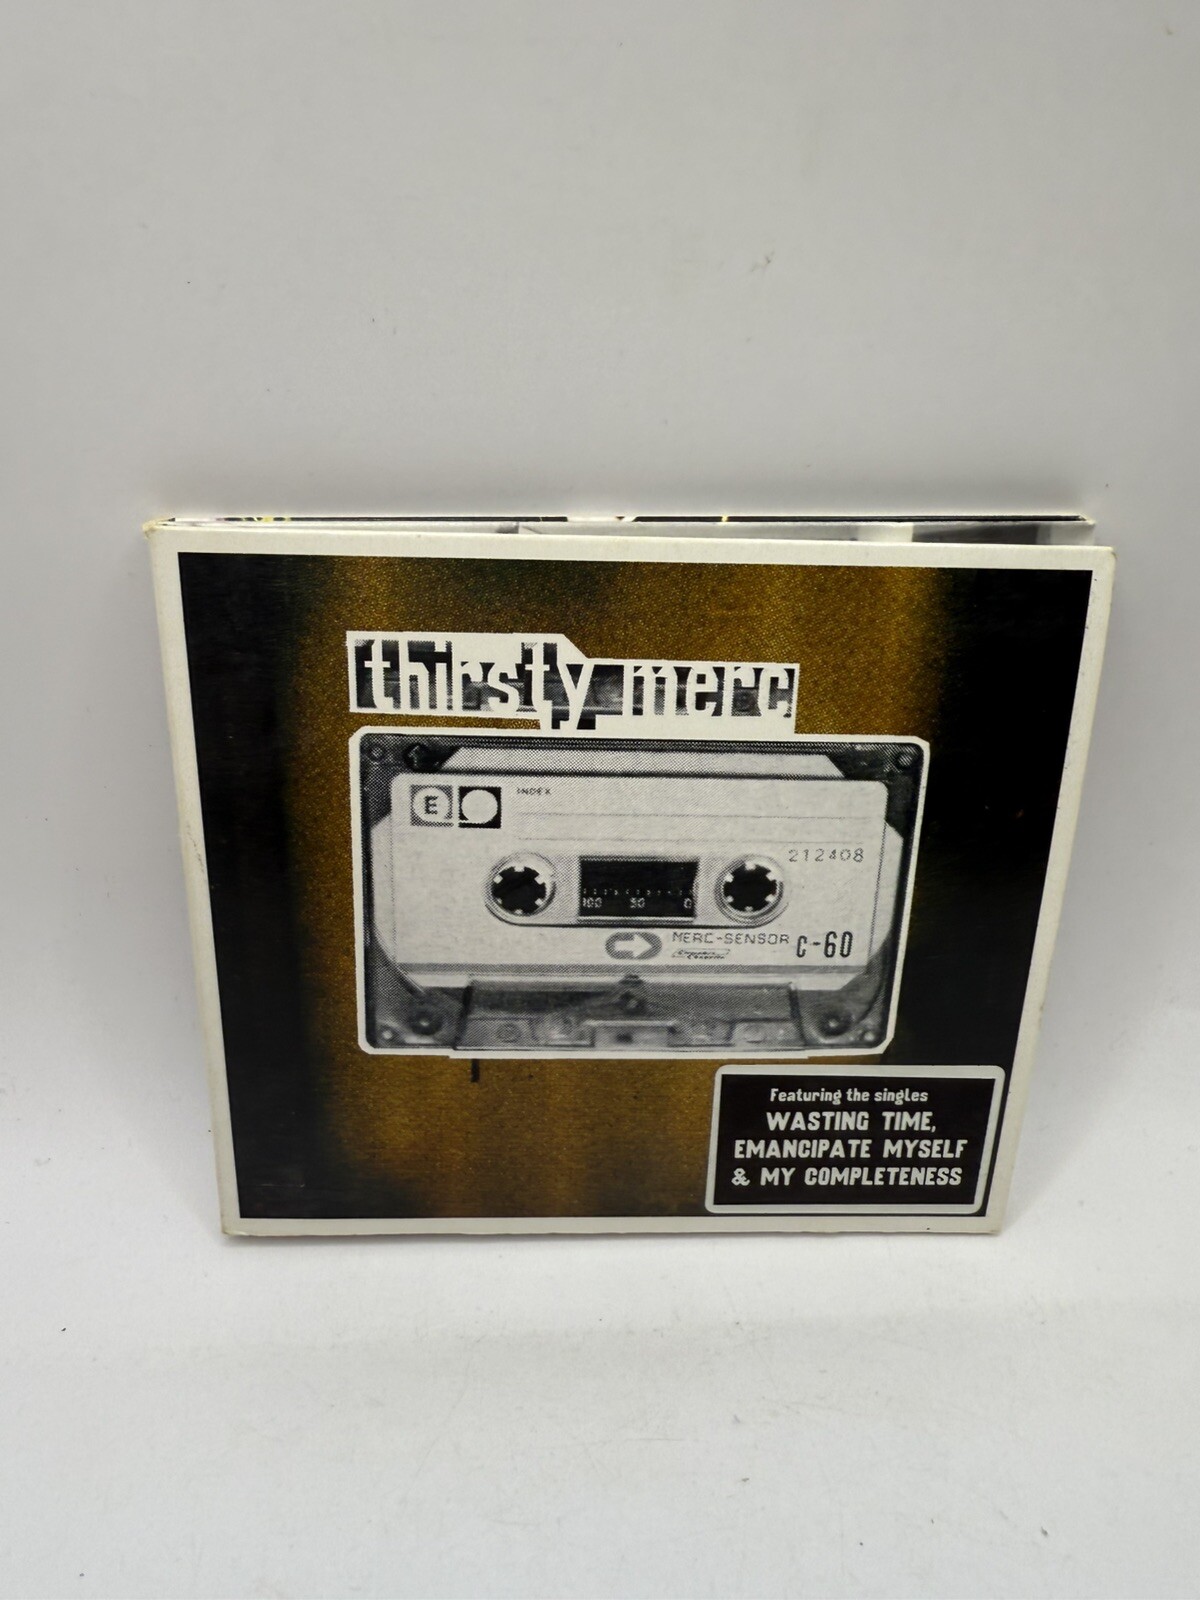 thirsty merc
E
INDEX
212408
100 50 0
MERC-SENSOR C-60
Featuring the singles
WASTING TIME,
EMANCIPATE MYSELF
& MY COMPLETENESS